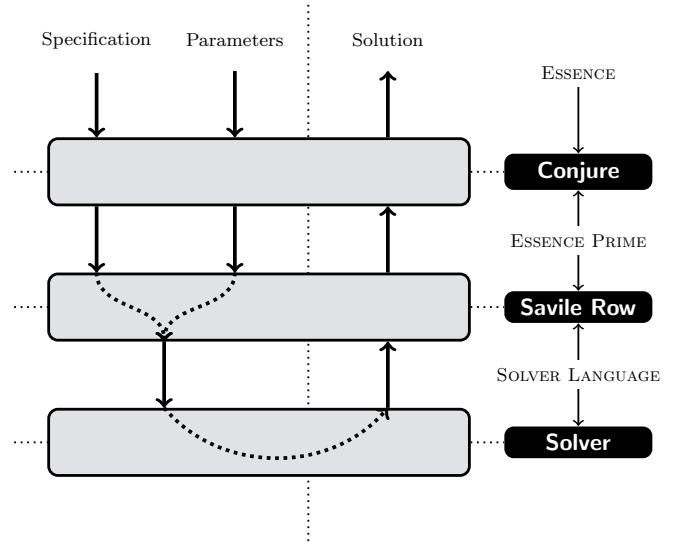 Specification Parameters Solution
ESSENCE
Conjure
ESSENCE PRIME
Savile Row
SOLVER LANGUAGE
Solver